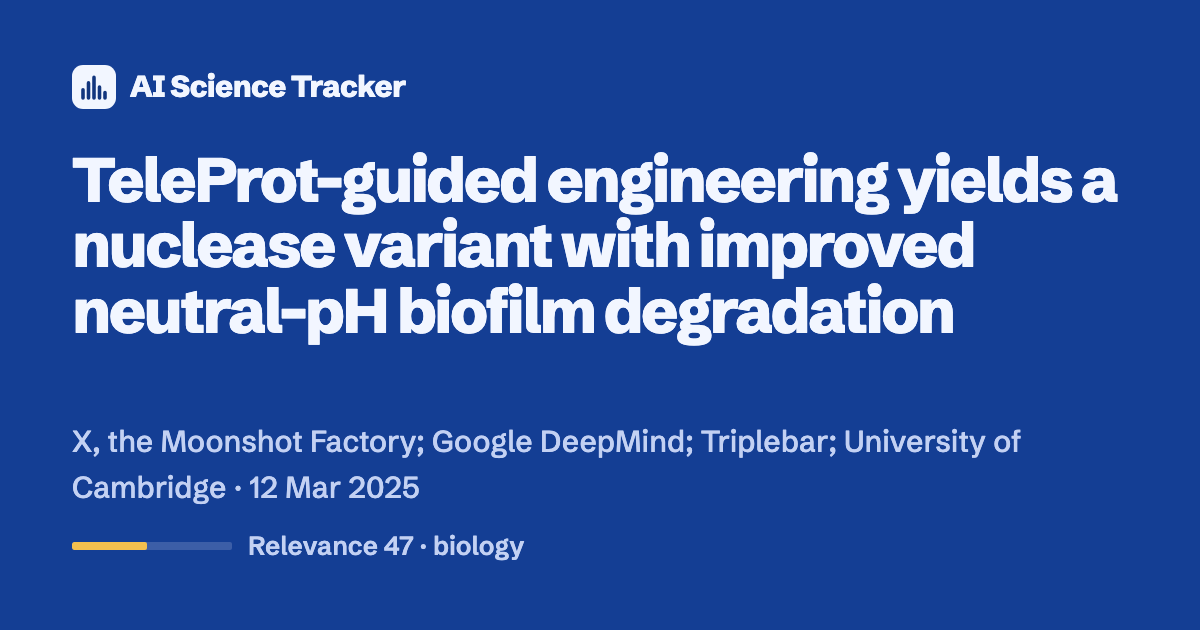 AI Science Tracker
TeleProt-guided engineering yields a
nuclease variant with improved
neutral-pH biofilm degradation
X, the Moonshot Factory; Google DeepMind; Triplebar; University of
Cambridge · 12 Mar 2025
Relevance 47 · biology